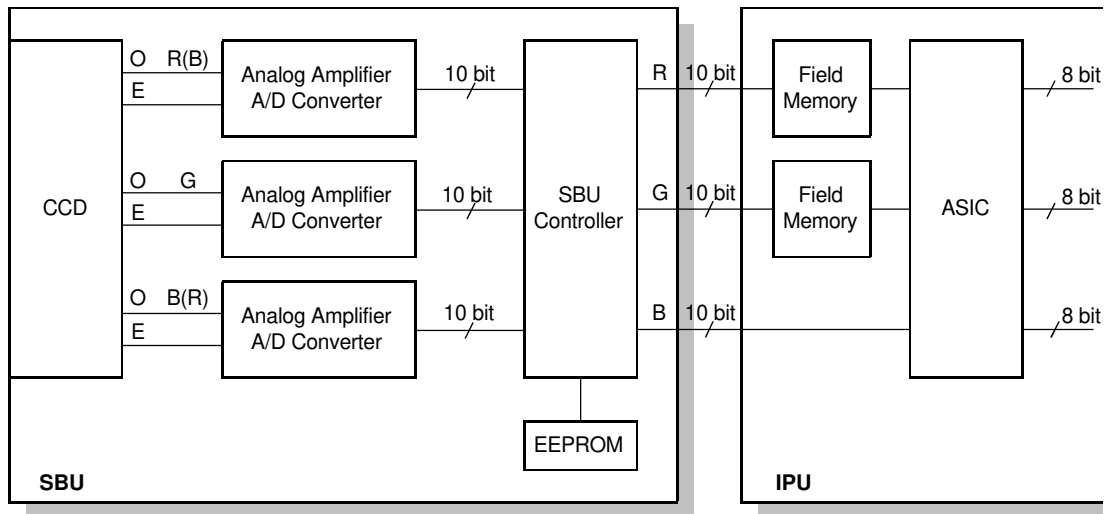 O R(B)
E
Analog Amplifier
A/D Converter
10 bit
R
10 bit
Field
Memory
8 bit
CCD
O G
E
Analog Amplifier
A/D Converter
10 bit
SBU
Controller
G
10 bit
Field
Memory
ASIC
8 bit
O B(R)
E
Analog Amplifier
A/D Converter
10 bit
B
10 bit
8 bit
EEPROM
SBU
IPU